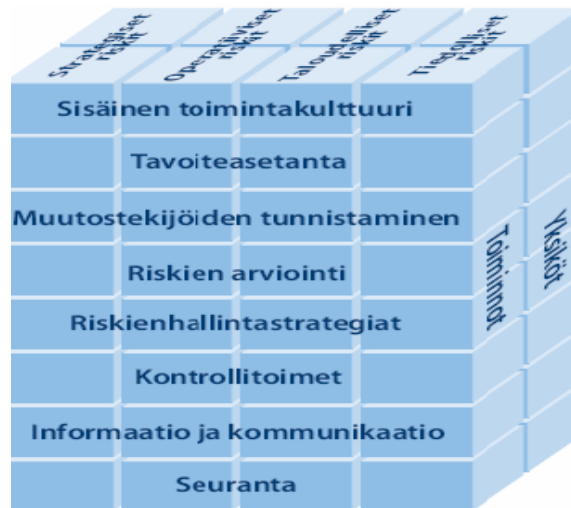 Strategiset
riskit
Operatiiviset
riskit
Taloudelliset
riskit
Tiedolliset
riskit
Sisäinen toimintakulttuuri
Tavoiteasetanta
Muutostekijöiden tunnistaminen
Riskien arviointi
Riskienhallintastrategiat
Kontrollitoimet
Informaatio ja kommunikaatio
Seuranta
Toiminnot
Yksiköt